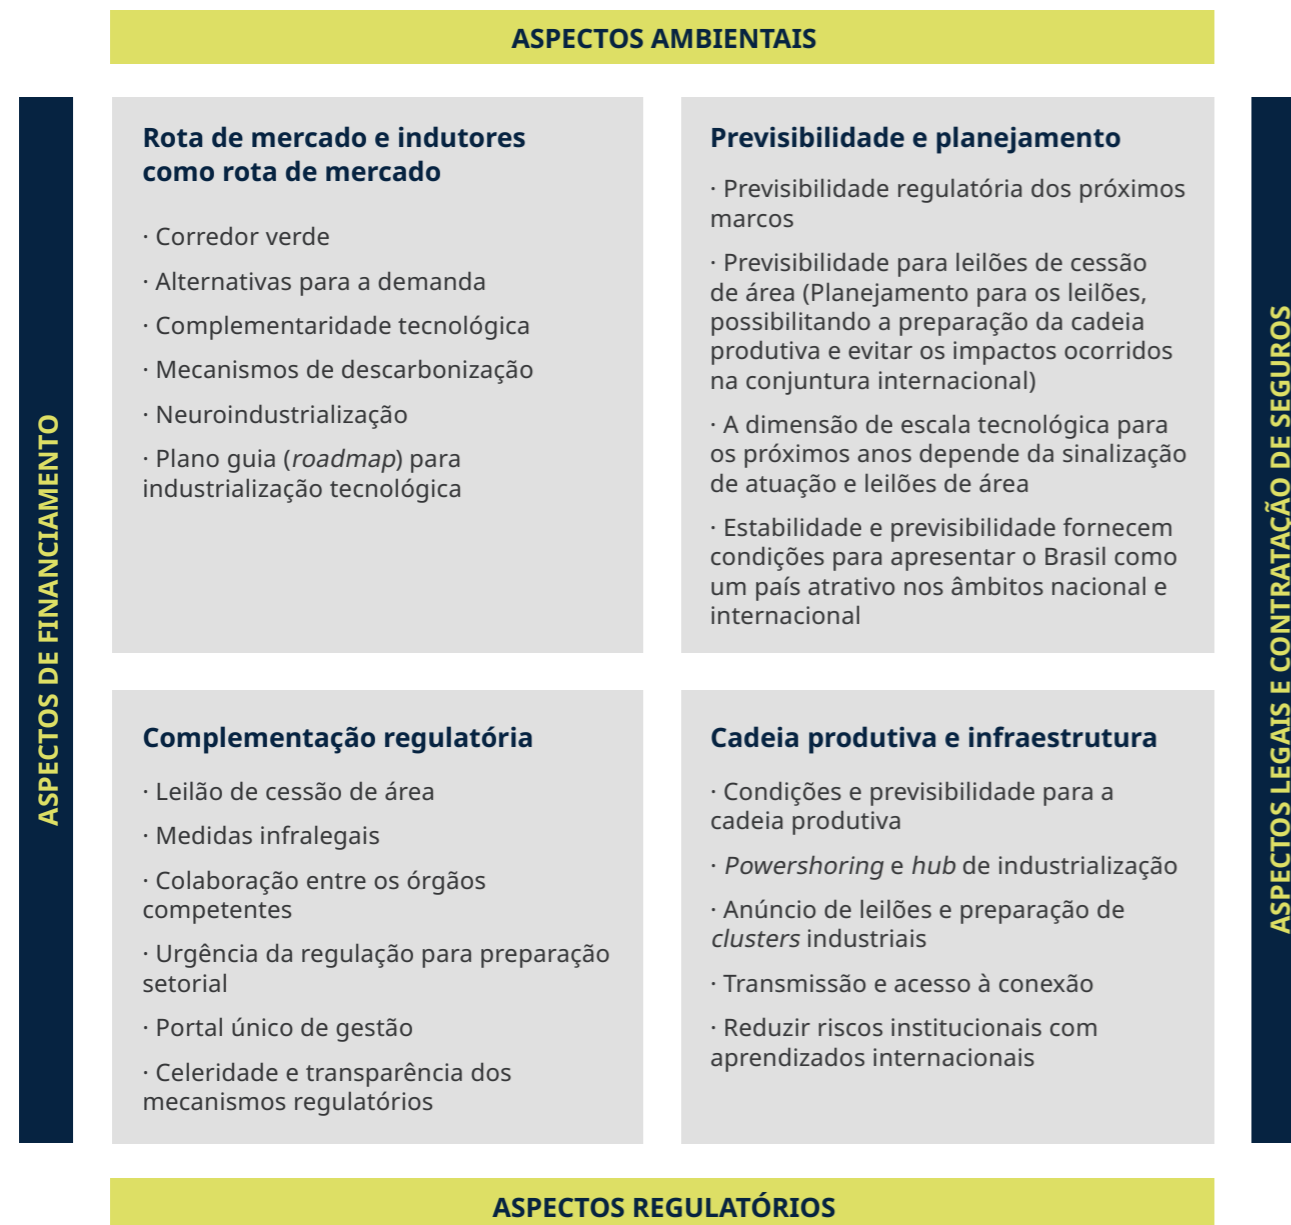 ASPECTOS AMBIENTAIS
ASPECTOS DE FINANCIAMENTO
Rota de mercado e indutores
como rota de mercado
· Corredor verde
· Alternativas para a demanda
· Complementaridade tecnológica
· Mecanismos de descarbonização
· Neuroindustrialização
· Plano guia (roadmap) para
industrialização tecnológica
Previsibilidade e planejamento
· Previsibilidade regulatória dos próximos
marcos
· Previsibilidade para leilões de cessão
de área (Planejamento para os leilões,
possibilitando a preparação da cadeia
produtiva e evitar os impactos ocorridos
na conjuntura internacional)
· A dimensão de escala tecnológica para
os próximos anos depende da sinalização
de atuação e leilões de área
· Estabilidade e previsibilidade fornecem
condições para apresentar o Brasil como
um país atrativo nos âmbitos nacional e
internacional
Complementação regulatória
· Leilão de cessão de área
· Medidas infralegais
· Colaboração entre os órgãos
competentes
· Urgência da regulação para preparação
setorial
· Portal único de gestão
· Celeridade e transparência dos
mecanismos regulatórios
Cadeia produtiva e infraestrutura
· Condições e previsibilidade para a
cadeia produtiva
· Powershoring e hub de industrialização
· Anúncio de leilões e preparação de
clusters industriais
· Transmissão e acesso à conexão
· Reduzir riscos institucionais com
aprendizados internacionais
ASPECTOS LEGAIS E CONTRATAÇÃO DE SEGUROS
ASPECTOS REGULATÓRIOS